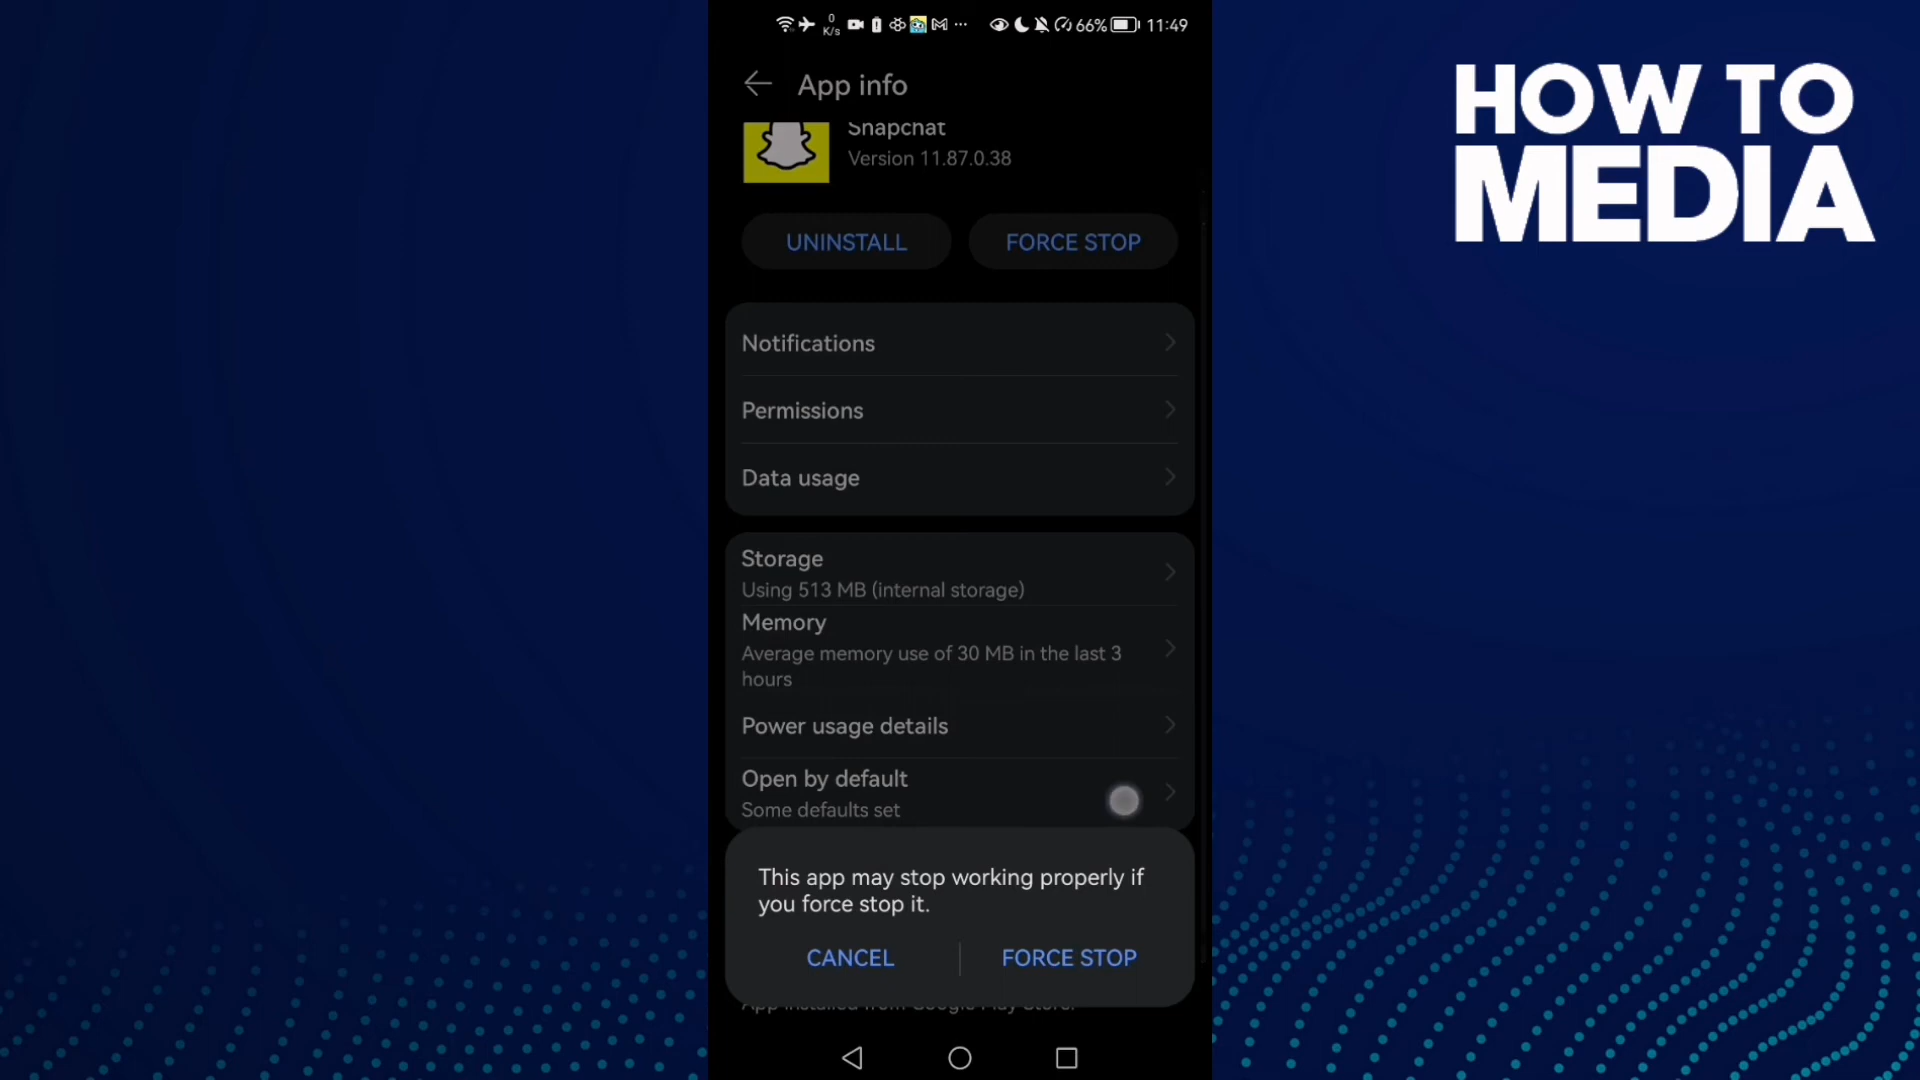 0
K/s
66%
11:49
HOW TO
MEDIA
App info
Snapchat
Version 11.87.0.38
UNINSTALL
FORCE STOP
Notifications
Permissions
Data usage
Storage
Using 513 MB (internal storage)
Memory
Average memory use of 30 MB in the last 3
hours
Power usage details
Open by default
Some defaults set
This app may stop working properly if
you force stop it.
CANCEL
FORCE STOP
App installed from Google Play Store.